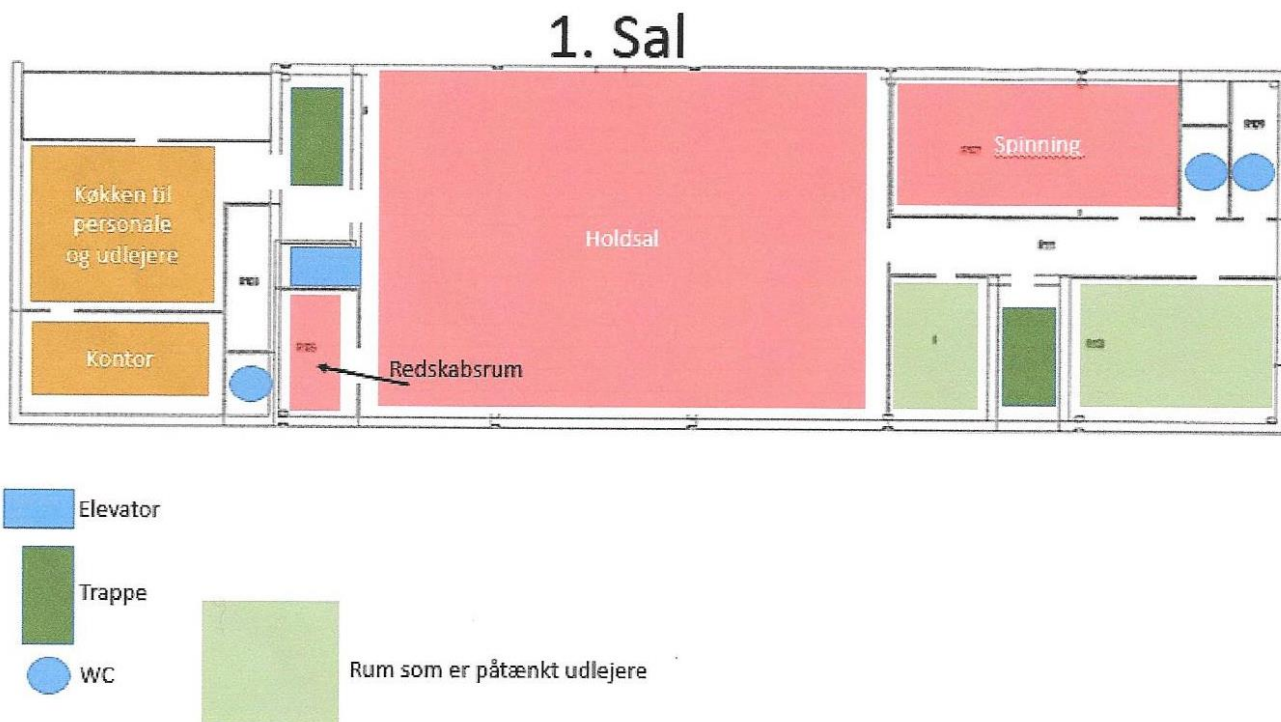 1. Sal
Køkken til
personale
og udlejere
Kontor
Redskabsrum
Holdsal
Spinning
Elevator
Trappe
WC
Rum som er påtænkt udlejere